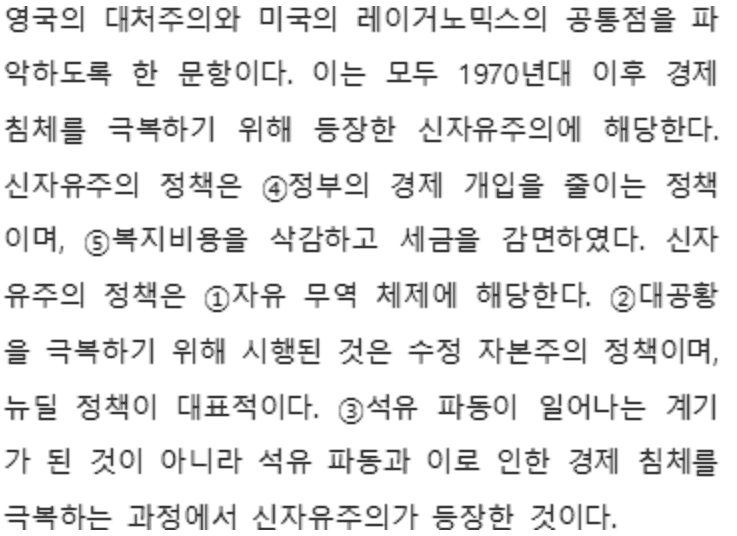 영국의 대처주의와 미국의 레이거노믹스의 공통점을 파
악하도록 한 문항이다. 이는 모두 1970년대 이후 경제
침체를 극복하기 위해 등장한 신자유주의에 해당한다.
신자유주의 정책은 ④정부의 경제 개입을 줄이는 정책
이며, ⑤복지비용을 삭감하고 세금을 감면하였다. 신자
유주의 정책은 ①자유 무역 체제에 해당한다. ②대공황
을 극복하기 위해 시행된 것은 수정 자본주의 정책이며,
뉴딜 정책이 대표적이다. ③석유 파동이 일어나는 계기
가 된 것이 아니라 석유 파동과 이로 인한 경제 침체를
극복하는 과정에서 신자유주의가 등장한 것이다.